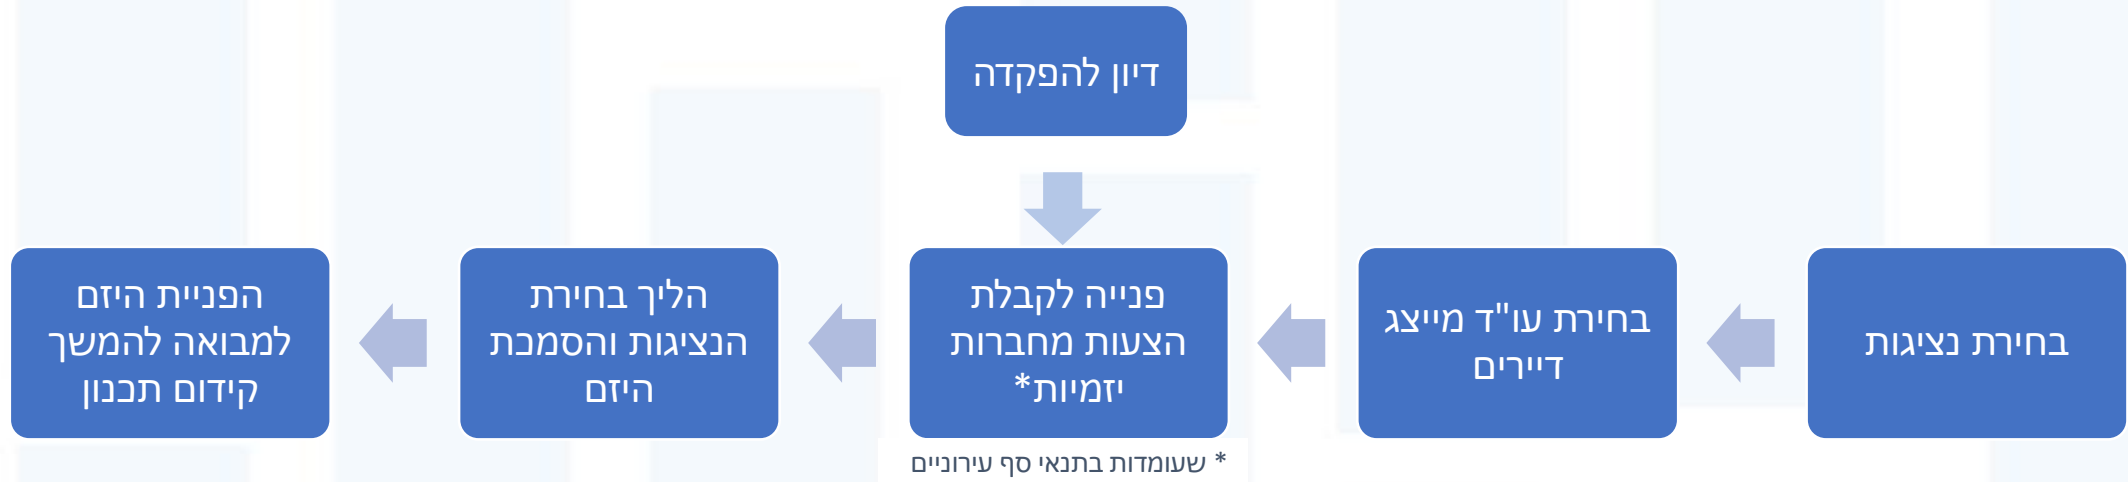 דיון להפקדה
בחירת נציגות
בחירת עו"ד מייצג
דיירים
פנייה לקבלת
הצעות מחברות
יזמיות*
הליך בחירת
הנציגות והסמכת
היזם
הפניית היזם
למבואה להמשך
קידום תכנון
* שעומדות בתנאי סף עירוניים